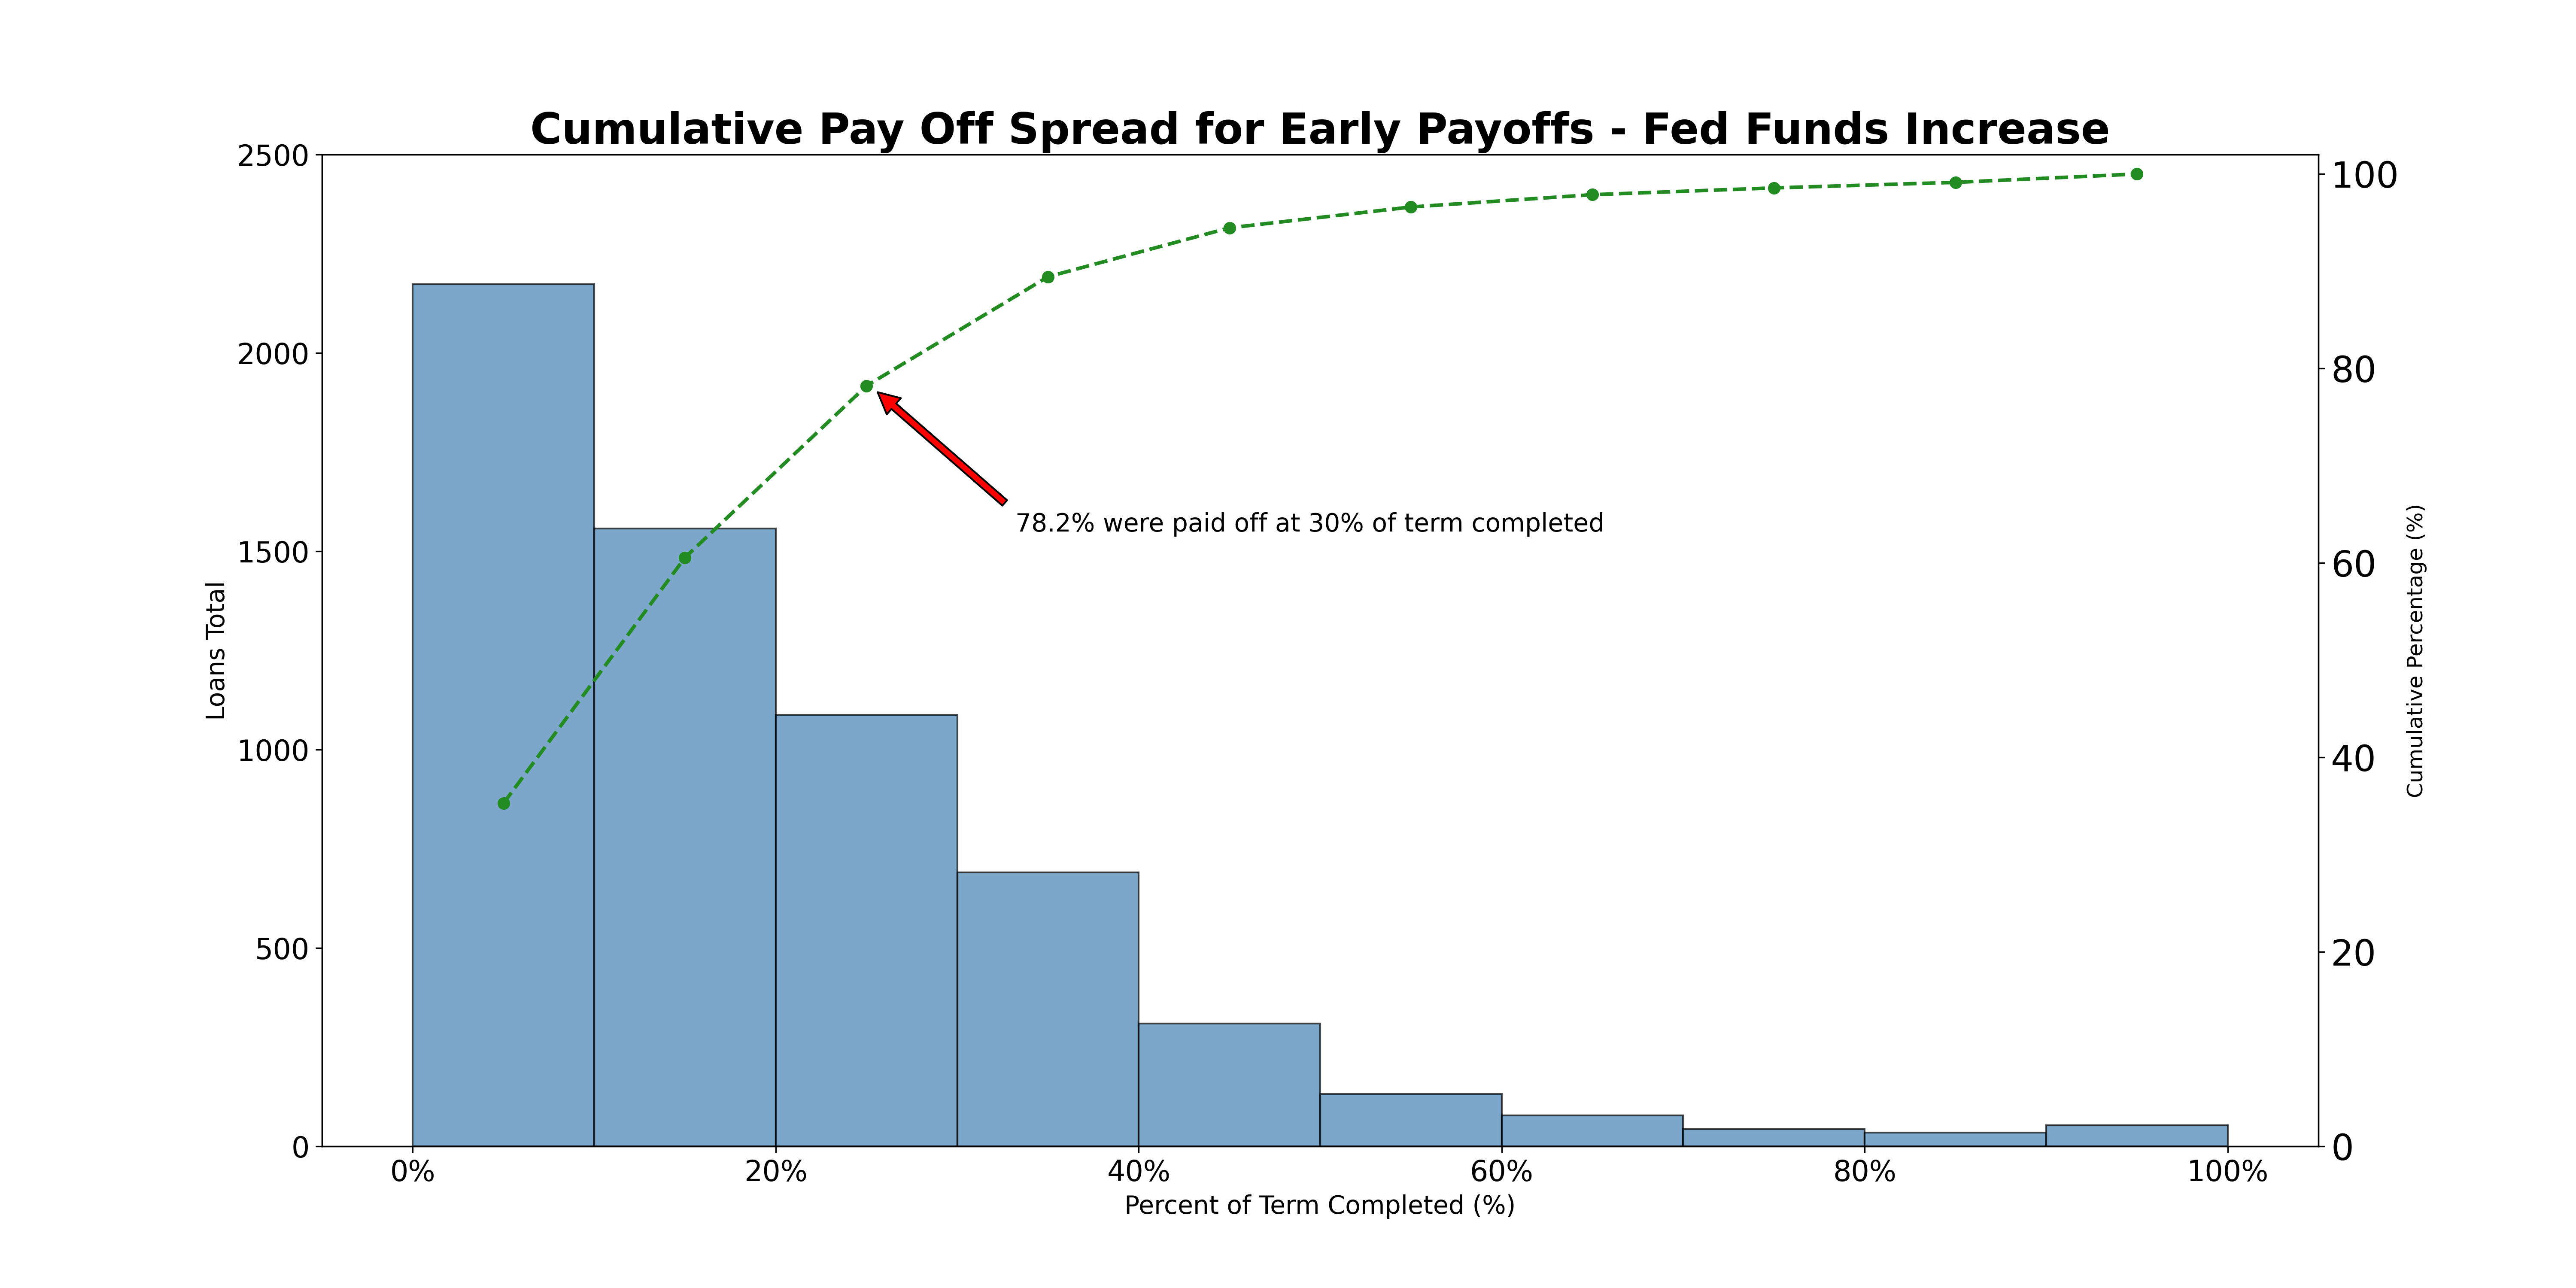 Cumulative Pay Off Spread for Early Payoffs - Fed Funds Increase
2500
2000
1500
1000
500
0
Loans Total
78.2% were paid off at 30% of term completed
100
80
60
40
20
0
Cumulative Percentage (%)
0% 20% 40% 60% 80% 100%
Percent of Term Completed (%)